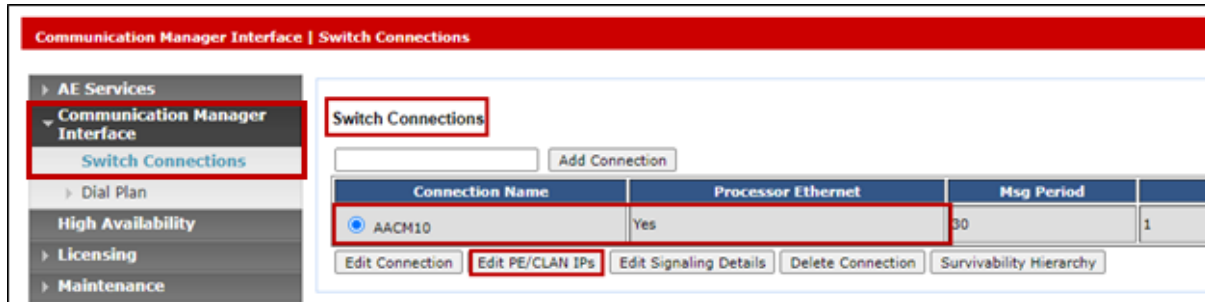 Communication Manager Interface | Switch Connections
AE Services
Communication Manager
Interface
Switch Connections
Dial Plan
High Availability
Licensing
Maintenance
Switch Connections
Add Connection
Connection Name Processor Ethernet Msg Period
AACM10 Yes 30 1
Edit Connection Edit PE/CLAN IPs Edit Signaling Details Delete Connection Survivability Hierarchy